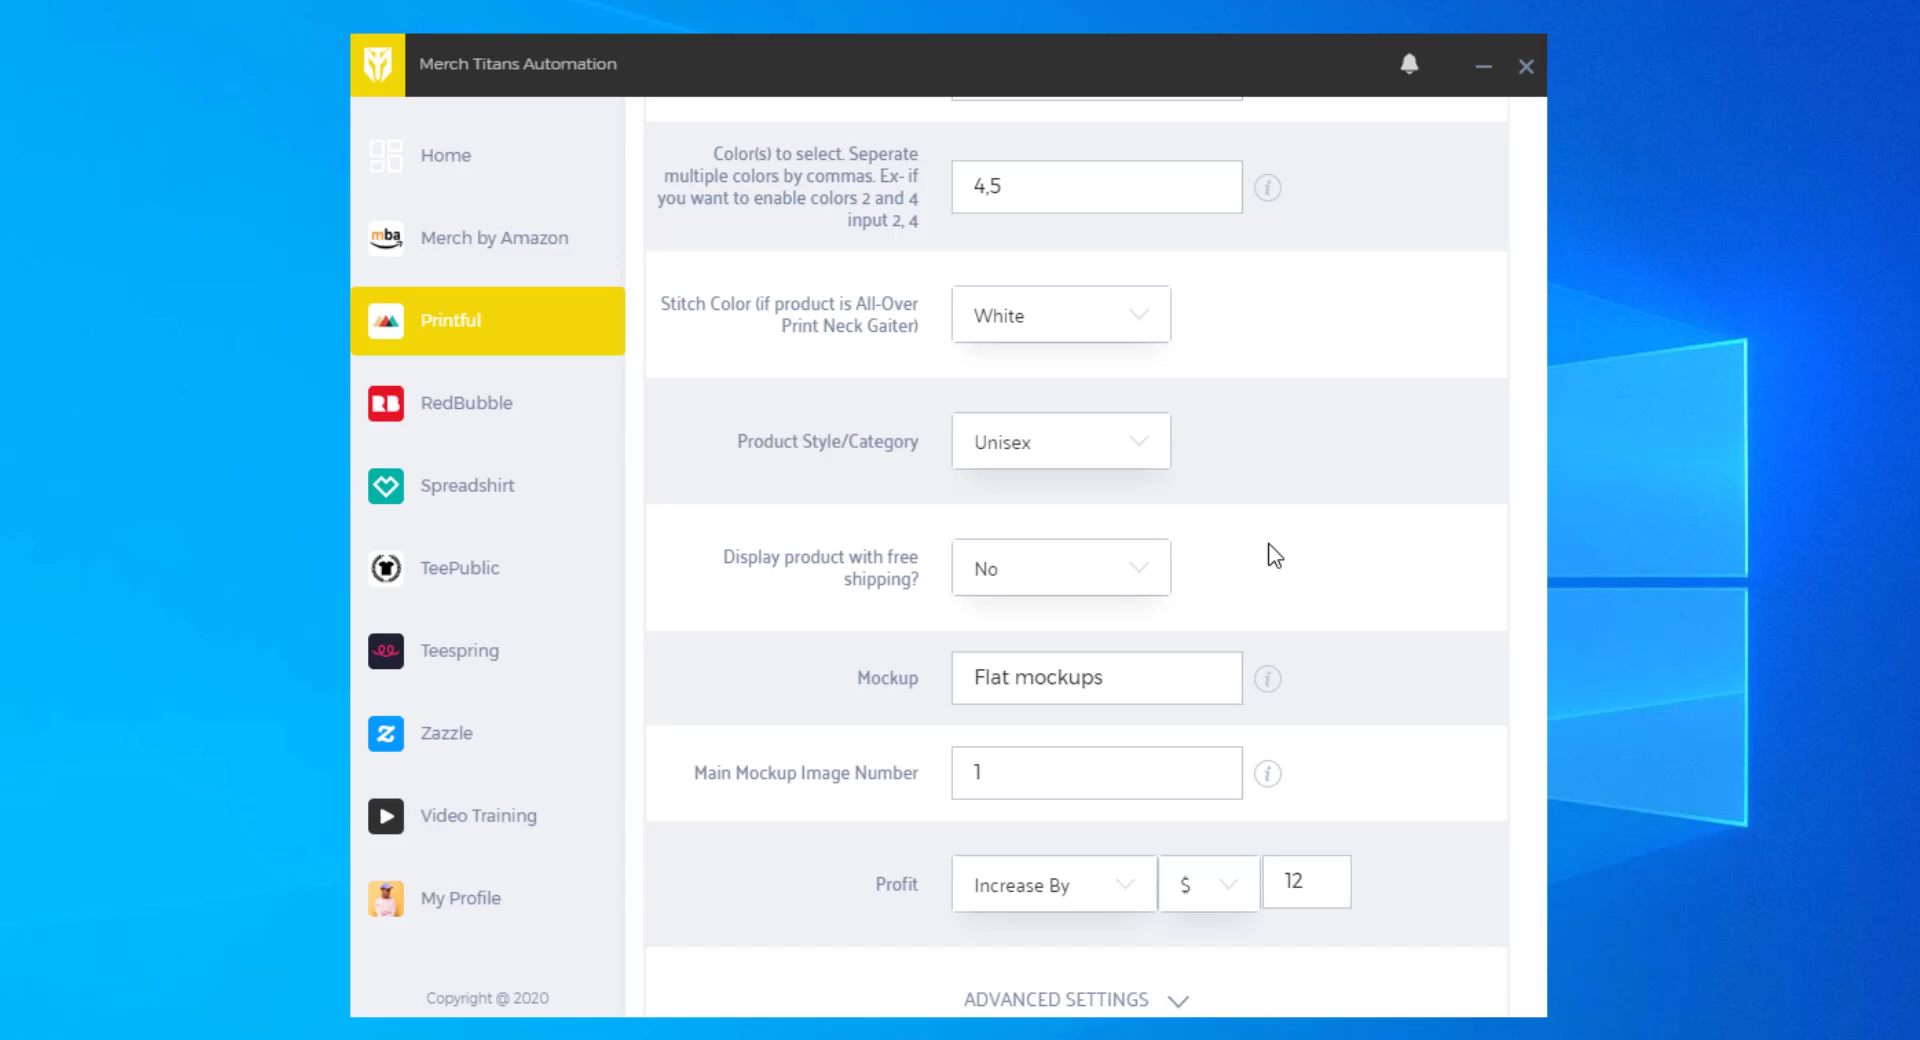 Merch Titans Automation
Home
mba
Merch by Amazon
Printful
RB
RedBubble
Spreadshirt
TeePublic
Teespring
Zazzle
Video Training
My Profile
Copyright @ 2020
Color(s) to select. Seperate
multiple colors by commas. Ex- if
you want to enable colors 2 and 4
input 2, 4
4,5
i
Stitch Color (if product is All-Over
Print Neck Gaiter)
White
Product Style/Category
Unisex
Display product with free
shipping?
No
Mockup
Flat mockups
i
Main Mockup Image Number
1
i
Profit
Increase By
$
12
ADVANCED SETTINGS